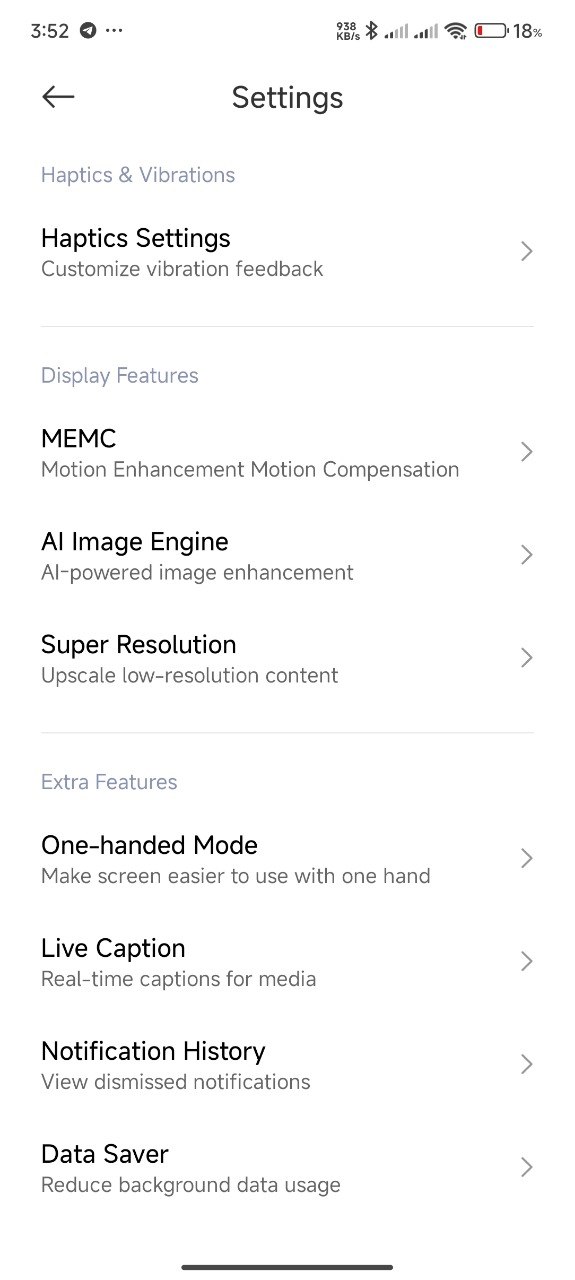 3:52 ...
938 KB/s 18%
Settings
Haptics & Vibrations
Haptics Settings
Customize vibration feedback
Display Features
MEMC
Motion Enhancement Motion Compensation
AI Image Engine
AI-powered image enhancement
Super Resolution
Upscale low-resolution content
Extra Features
One-handed Mode
Make screen easier to use with one hand
Live Caption
Real-time captions for media
Notification History
View dismissed notifications
Data Saver
Reduce background data usage